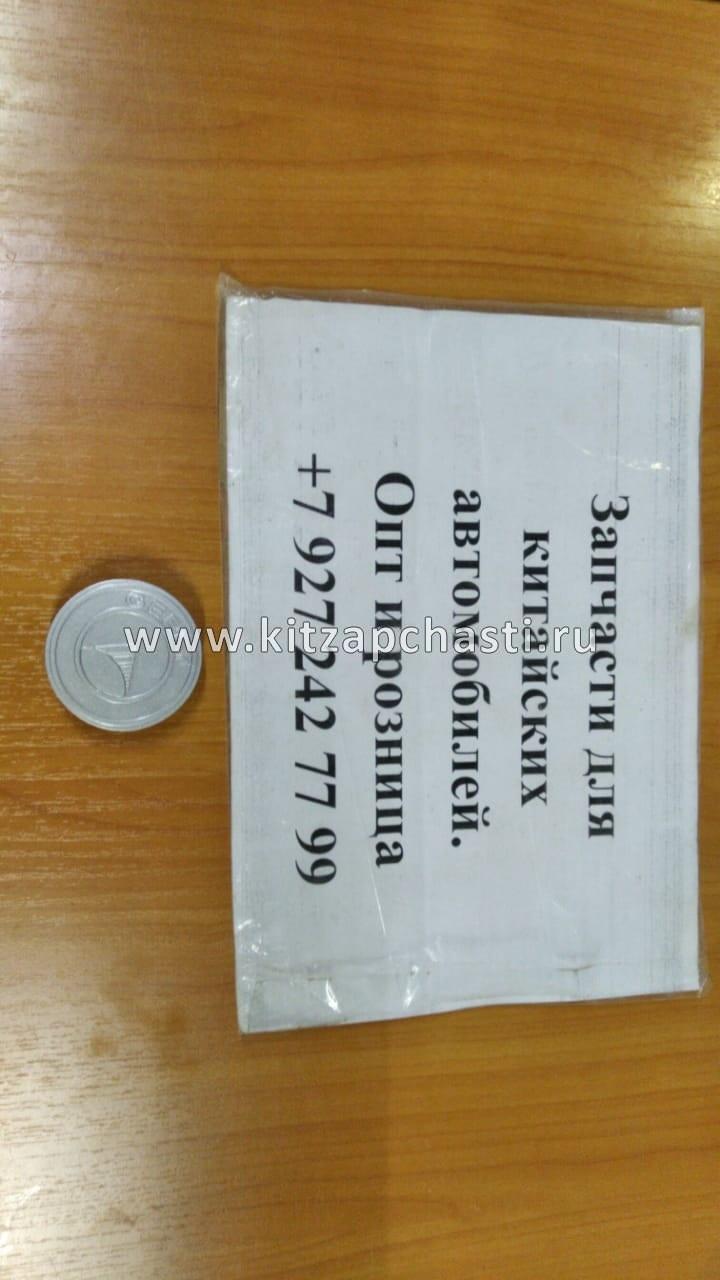 Запчасти для
китайских
автомобилей.
Опт и розница
+7 927 242 77 99
www.kitzapchasti.ru